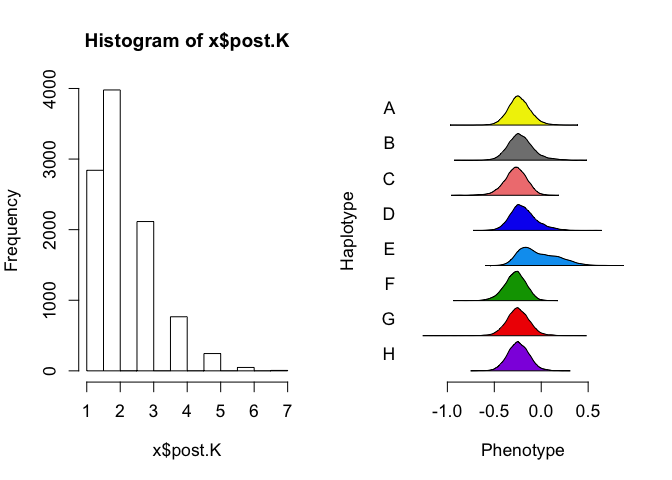 Histogram of x$post.K
Frequency
0
1000
2000
3000
4000
1 2 3 4 5 6 7
x$post.K
Haplotype
A
B
C
D
E
F
G
H
-1.0 -0.5 0.0 0.5
Phenotype